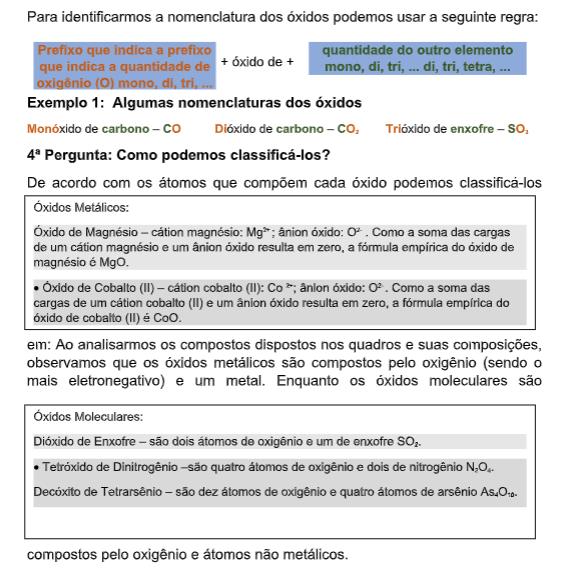 Para identificarmos a nomenclatura dos óxidos podemos usar a seguinte regra:
Prefixo que indica a prefixo
que indica a quantidade de
oxigênio (O) mono, di, tri, ...
+ óxido de +
quantidade do outro elemento
mono, di, tri, ... di, tri, tetra, ...
Exemplo 1: Algumas nomenclaturas dos óxidos
Monóxido de carbono – CO Dióxido de carbono – CO₂ Trióxido de enxofre – SO₃
4ª Pergunta: Como podemos classificá-los?
De acordo com os átomos que compõem cada óxido podemos classificá-los
Óxidos Metálicos:
Óxido de Magnésio – cátion magnésio: Mg²⁺; ânion óxido: O²⁻ . Como a soma das cargas
de um cátion magnésio e um ânion óxido resulta em zero, a fórmula empírica do óxido de
magnésio é MgO.
• Óxido de Cobalto (II) – cátion cobalto (II): Co ²⁺; ânion óxido: O²⁻. Como a soma das
cargas de um cátion cobalto (II) e um ânion óxido resulta em zero, a fórmula empírica do
óxido de cobalto (II) é CoO.
em: Ao analisarmos os compostos dispostos nos quadros e suas composições,
observamos que os óxidos metálicos são compostos pelo oxigênio (sendo o
mais eletronegativo) e um metal. Enquanto os óxidos moleculares são
Óxidos Moleculares:
Dióxido de Enxofre – são dois átomos de oxigênio e um de enxofre SO₂.
• Tetróxido de Dinitrogênio –são quatro átomos de oxigênio e dois de nitrogênio N₂O₄.
Decóxito de Tetrarsênio – são dez átomos de oxigênio e quatro átomos de arsênio As₄O₁₀.
compostos pelo oxigênio e átomos não metálicos.